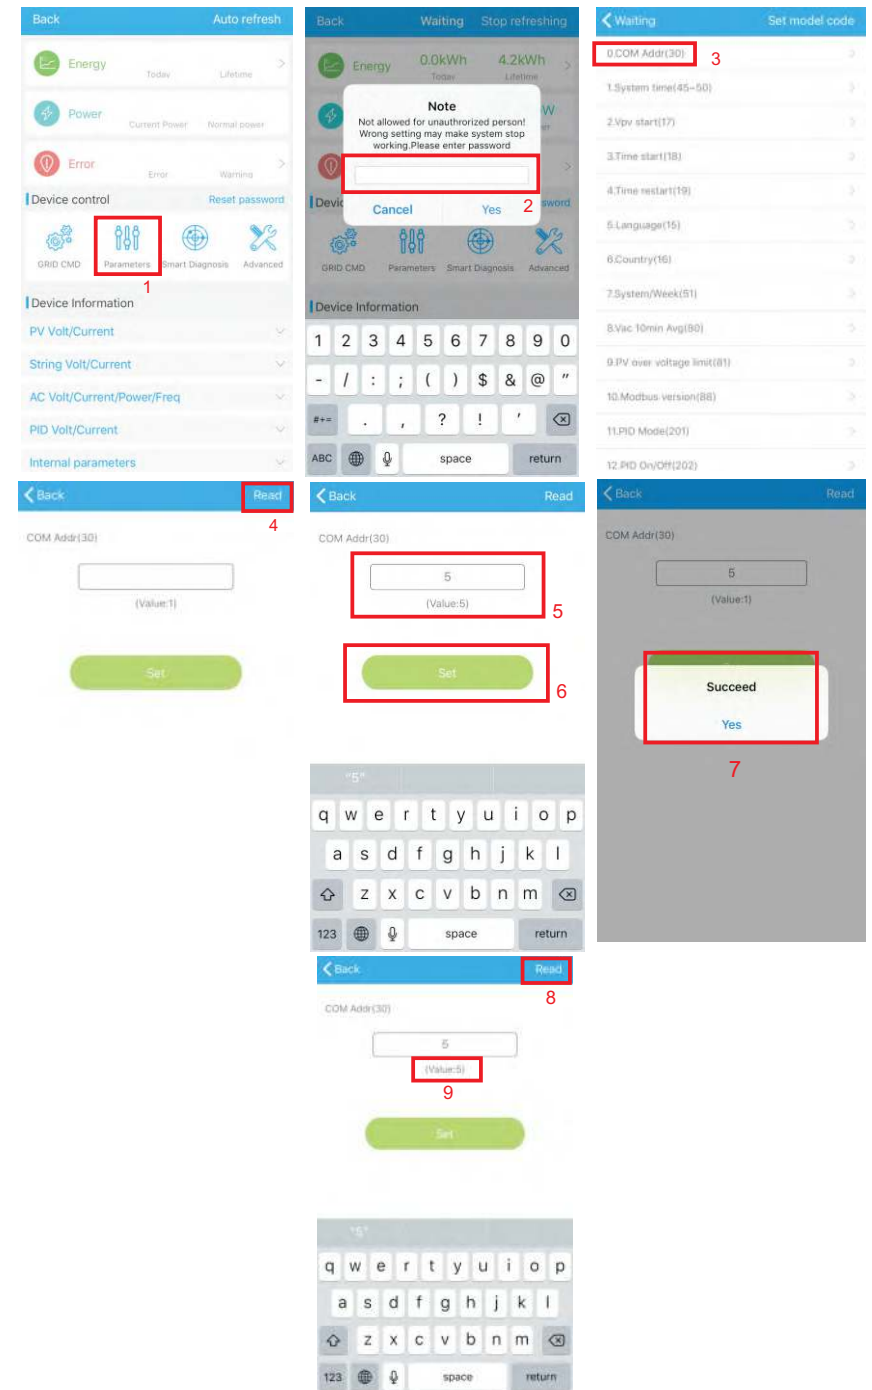 Back Auto refresh
Energy
Today Lifetime
Power
Current Power Normal power
Error
Error Warning
Device control Reset password
GRID CMD Parameters Smart Diagnosis Advanced
1
Device Information
PV Volt/Current
String Volt/Current
AC Volt/Current/Power/Freq
PID Volt/Current
Internal parameters
Back Waiting Stop refreshing
Energy 0.0kWh 4.2kWh
Today Lifetime
W
Note
Not allowed for unauthrorized person!
Wrong setting may make system stop
working.Please enter password
Cancel Yes
2
Devic sword
GRID CMD Parameters Smart Diagnosis Advanced
Device Information
1 2 3 4 5 6 7 8 9 0
- / : ; ( ) $ & @ "
#+= . , ? ! '
ABC space return
Waiting Set model code
0.COM Addr(30)
3
1.System time(45~50)
2.Vpv start(17)
3.Time start(18)
4.Time restart(19)
5.Language(15)
6.Country(16)
7.System/Week(51)
8.Vac 10min Avg(80)
9.PV over voltage limit(81)
10.Modbus version(88)
11.PID Mode(201)
12.PID On/Off(202)
Back Read
4
COM Addr(30)
(Value:1)
Set
Back Read
COM Addr(30)
5
(Value:5)
5
Set
6
"5"
q w e r t y u i o p
a s d f g h j k l
z x c v b n m
123 space return
Back Read
COM Addr(30)
5
(Value:1)
Succeed
Yes
7
Back Read
8
COM Addr(30)
5
(Value:5)
9
Set
"5"
q w e r t y u i o p
a s d f g h j k l
z x c v b n m
123 space return